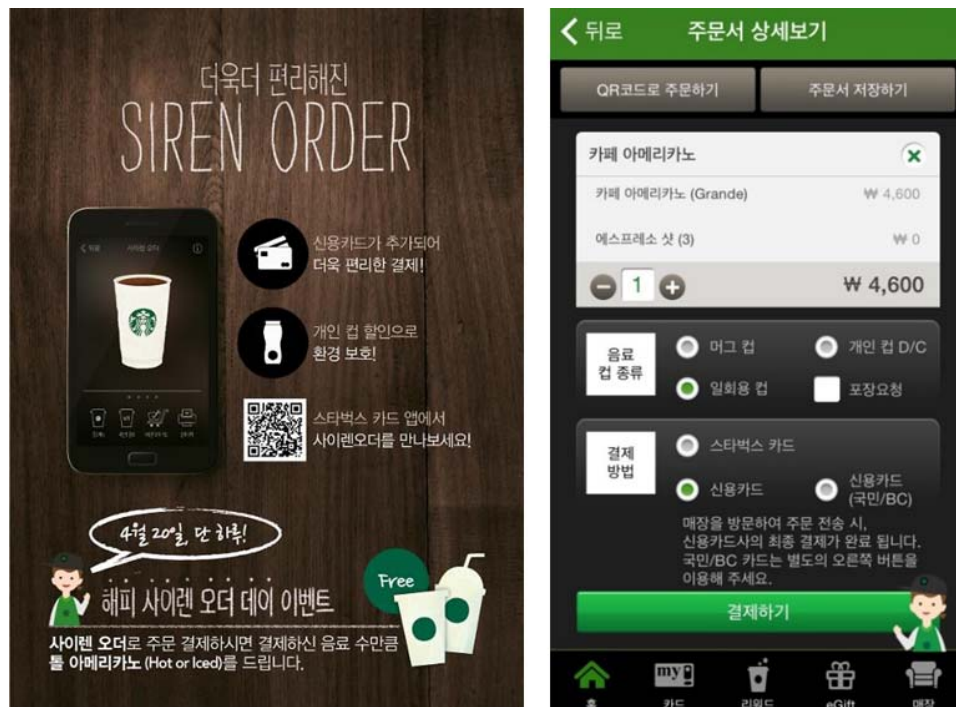 더욱더 편리해진
SIREN ORDER
신용카드가 추가되어
더욱 편리한 결제!
개인 컵 할인으로
환경 보호!
스타벅스 카드 앱에서
사이렌오더를 만나보세요!
4월 20일, 단 하루!
해피 사이렌 오더 데이 이벤트
Free
사이렌 오더로 주문 결제하시면 결제하신 음료 수만큼
톨 아메리카노 (Hot or Iced)를 드립니다.
뒤로
주문서 상세보기
QR코드로 주문하기
주문서 저장하기
카페 아메리카노
카페 아메리카노 (Grande) ₩ 4,600
에스프레소 샷 (3) ₩ 0
1 ₩ 4,600
음료
컵 종류
머그 컵
개인 컵 D/C
일회용 컵
포장요청
결제
방법
스타벅스 카드
신용카드
신용카드
(국민/BC)
매장을 방문하여 주문 전송 시,
신용카드사의 최종 결제가 완료 됩니다.
국민/BC 카드는 별도의 오른쪽 버튼을
이용해 주세요.
결제하기
my
홈
카드
리워드
eGift
매장